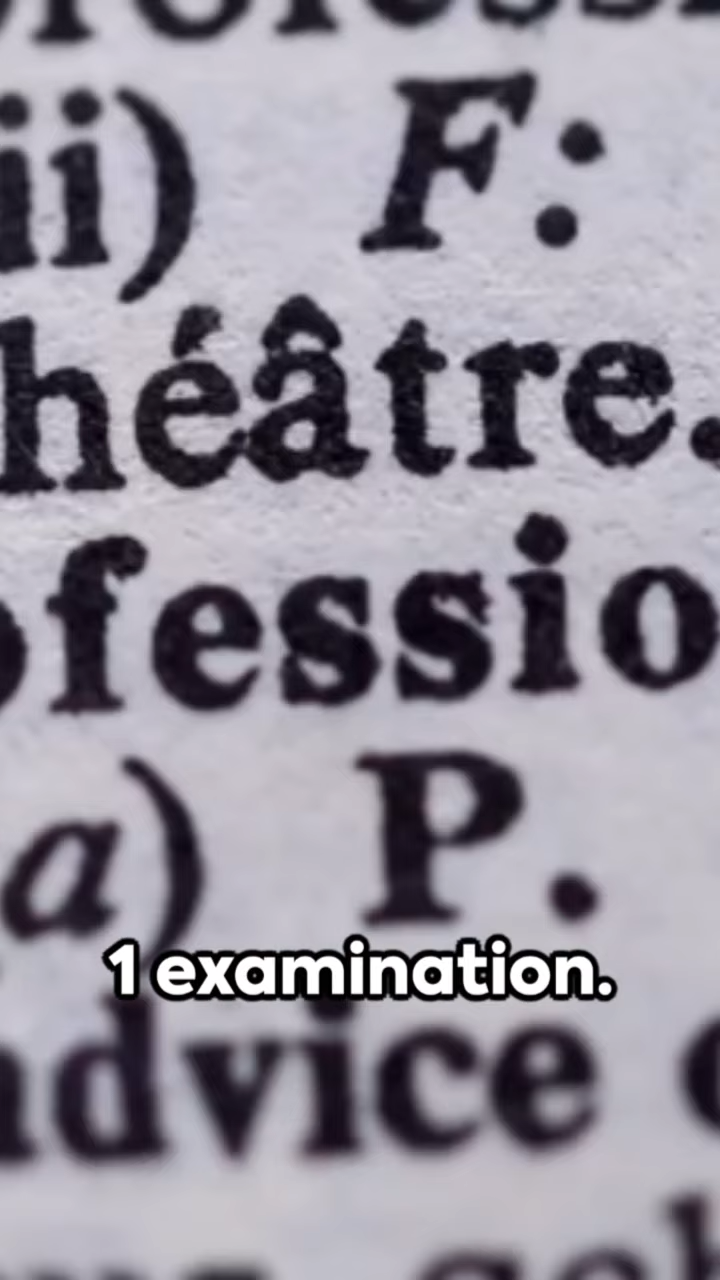 ii) F:
héâtre.
fessio
a) P.
1 examination.
dvice